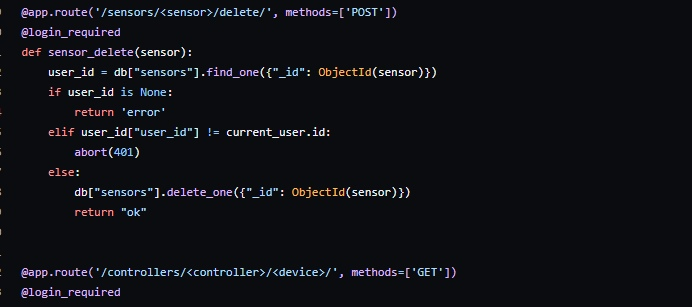 @app.route('/sensors/<sensor>/delete/', methods=['POST'])
@login_required
def sensor_delete(sensor):
    user_id = db["sensors"].find_one({"_id": ObjectId(sensor)})
    if user_id is None:
        return 'error'
    elif user_id["user_id"] != current_user.id:
        abort(401)
    else:
        db["sensors"].delete_one({"_id": ObjectId(sensor)})
        return "ok"
@app.route('/controllers/<controller>/<device>/', methods=['GET'])
@login_required